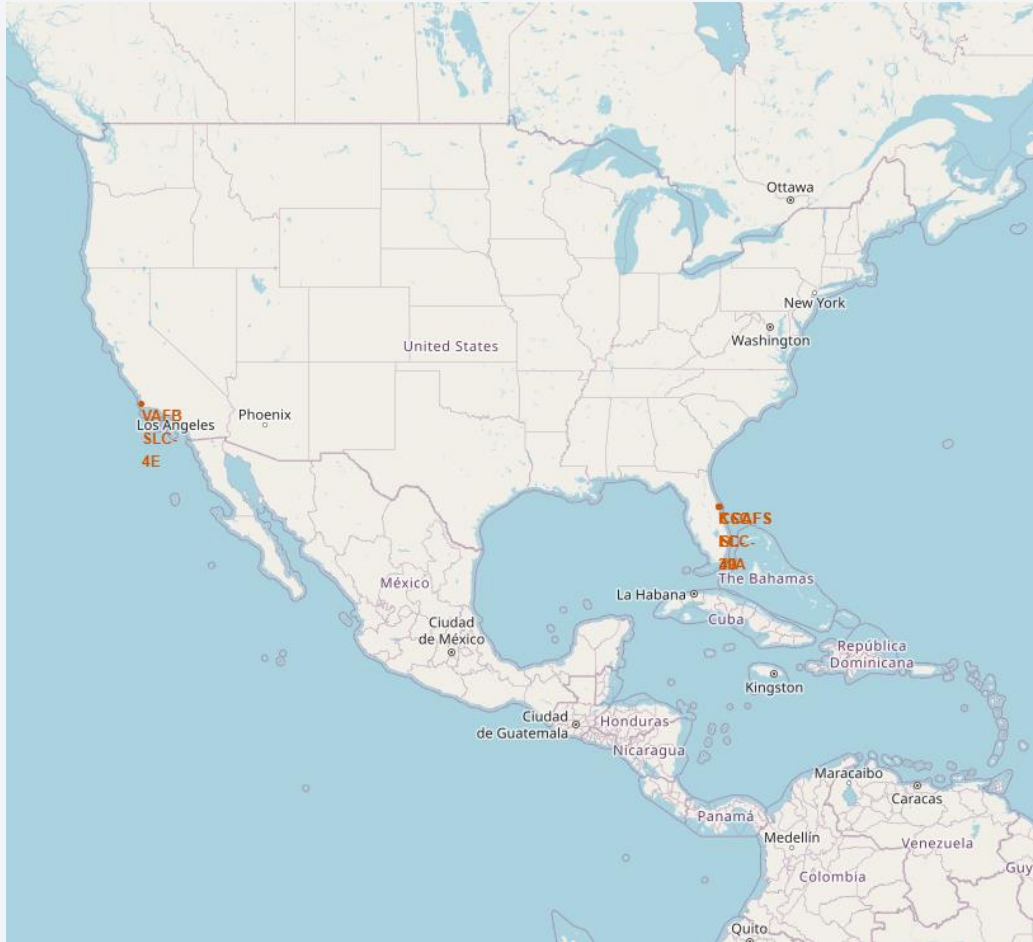 Ottawa
New York
Washington
United States
VAFB
SLC-
4E
Los Angeles
Phoenix
The Bahamas
México
La Habana
Cuba
Ciudad
de México
República
Dominicana
Kingston
Ciudad
de Guatemala
Honduras
Nicaragua
Maracaibo
Caracas
Panamá
Medellín
Venezuela
Colombia
Guy
Quito